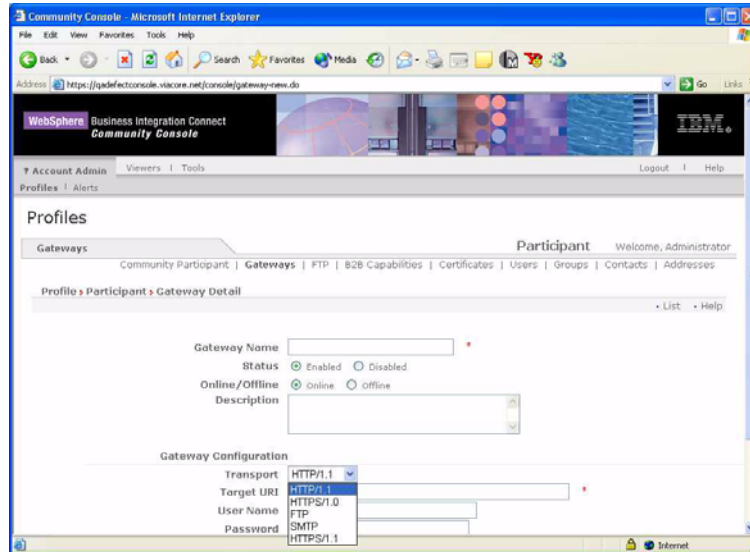 Community Console - Microsoft Internet Explorer
File Edit View Favorites Tools Help
Back Search Favorites Media
Address https://qadefectconsole.viacore.net/console/gateway-new.do Go Links
WebSphere Business Integration Connect
Community Console
IBM.
? Account Admin Viewers | Tools Logout | Help
Profiles | Alerts
Profiles
Gateways Participant Welcome, Administrator
Community Participant | Gateways | FTP | B2B Capabilities | Certificates | Users | Groups | Contacts | Addresses
Profile > Participant > Gateway Detail
• List • Help
Gateway Name *
Status Enabled Disabled
Online/Offline Online Offline
Description
Gateway Configuration
Transport HTTP/1.1
Target URI HTTP/1.1 *
HTTPS/1.0
User Name FTP
SMTP
Password HTTPS/1.1
Internet